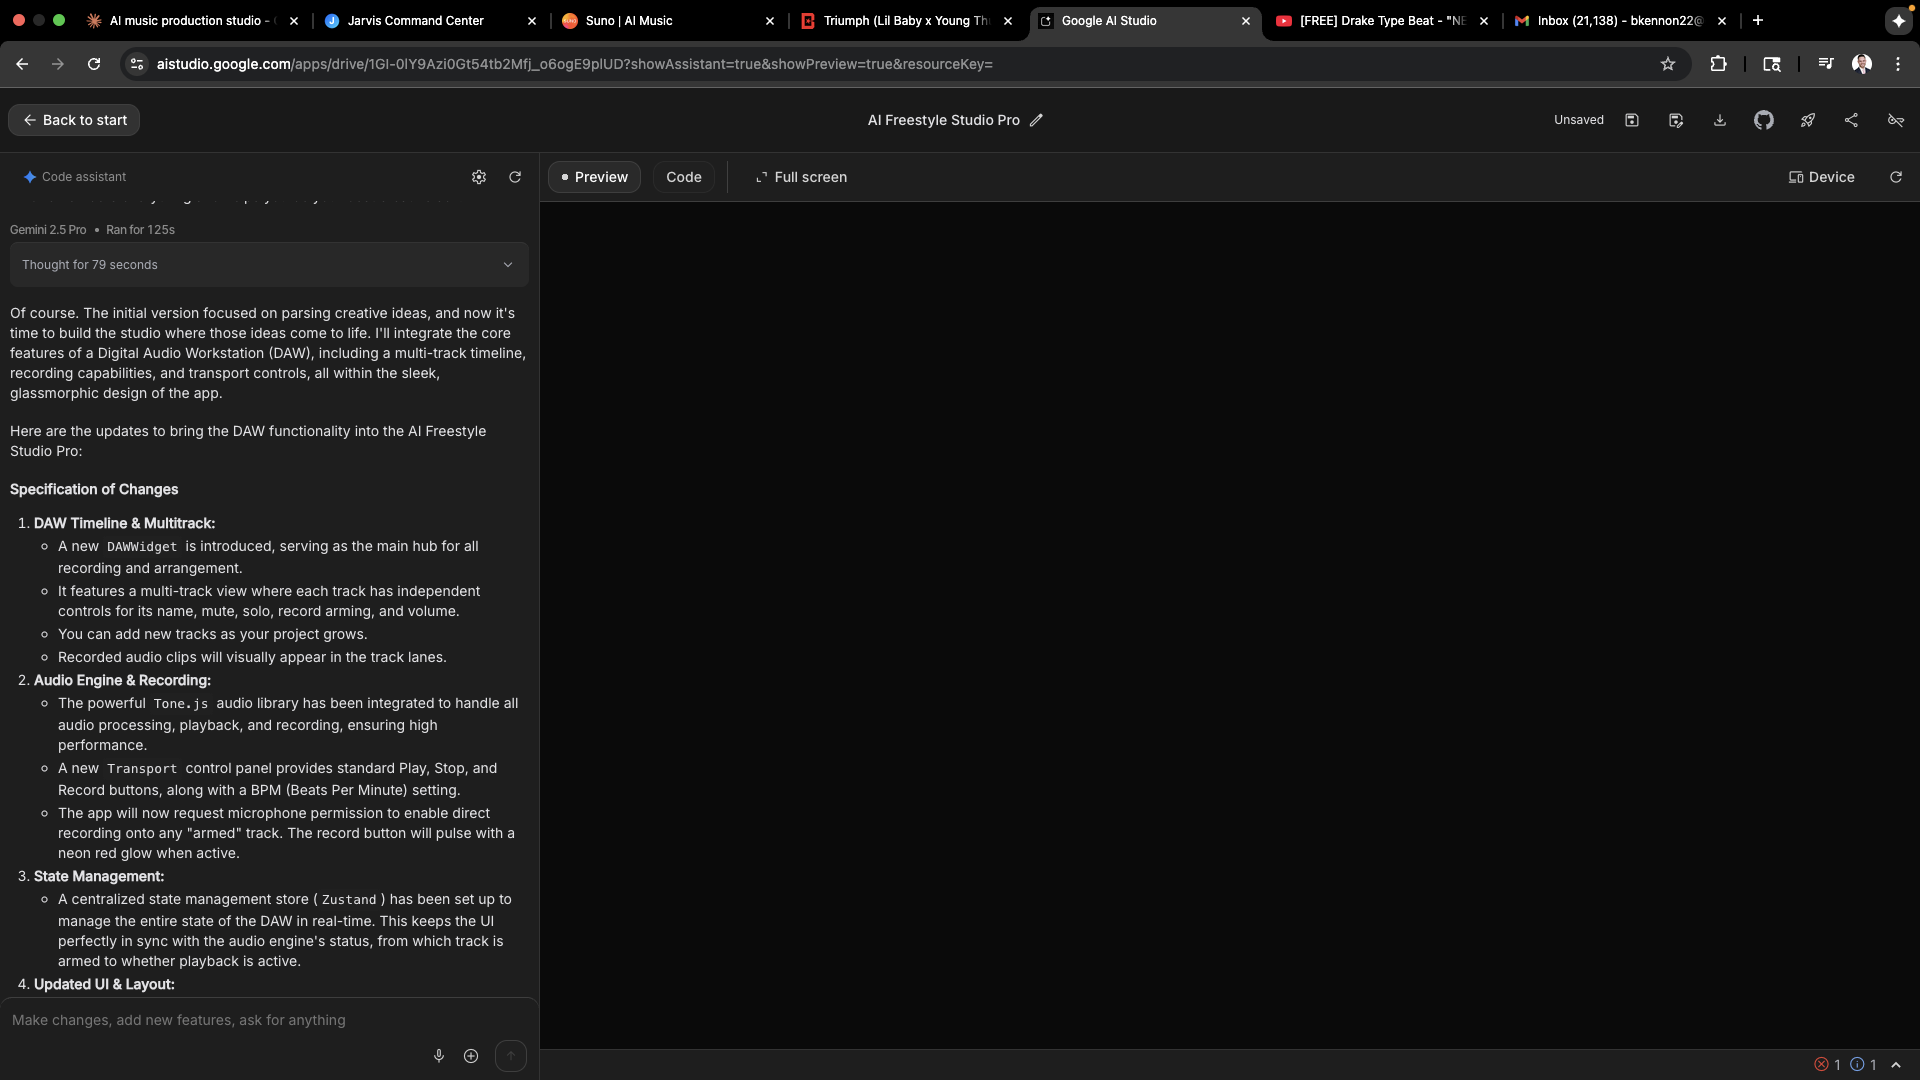 AI music production studio -
Jarvis Command Center
Suno | AI Music
Triumph (Lil Baby x Young Th
Google AI Studio
[FREE] Drake Type Beat - "NE
Inbox (21,138) - bkennon22@
aistudio.google.com/apps/drive/1GI-0IY9Azi0Gt54tb2Mfj_o6ogE9plUD?showAssistant=true&showPreview=true&resourceKey=
Back to start
AI Freestyle Studio Pro
Unsaved
Code assistant
Preview
Code
Full screen
Device
Gemini 2.5 Pro • Ran for 125s
Thought for 79 seconds
Of course. The initial version focused on parsing creative ideas, and now it's
time to build the studio where those ideas come to life. I'll integrate the core
features of a Digital Audio Workstation (DAW), including a multi-track timeline,
recording capabilities, and transport controls, all within the sleek,
glassmorphic design of the app.
Here are the updates to bring the DAW functionality into the AI Freestyle
Studio Pro:
Specification of Changes
1. DAW Timeline & Multitrack:
A new DAWWidget is introduced, serving as the main hub for all
recording and arrangement.
It features a multi-track view where each track has independent
controls for its name, mute, solo, record arming, and volume.
You can add new tracks as your project grows.
Recorded audio clips will visually appear in the track lanes.
2. Audio Engine & Recording:
The powerful Tone.js audio library has been integrated to handle all
audio processing, playback, and recording, ensuring high
performance.
A new Transport control panel provides standard Play, Stop, and
Record buttons, along with a BPM (Beats Per Minute) setting.
The app will now request microphone permission to enable direct
recording onto any "armed" track. The record button will pulse with a
neon red glow when active.
3. State Management:
A centralized state management store ( Zustand ) has been set up to
manage the entire state of the DAW in real-time. This keeps the UI
perfectly in sync with the audio engine's status, from which track is
armed to whether playback is active.
4. Updated UI & Layout:
Make changes, add new features, ask for anything
1 1